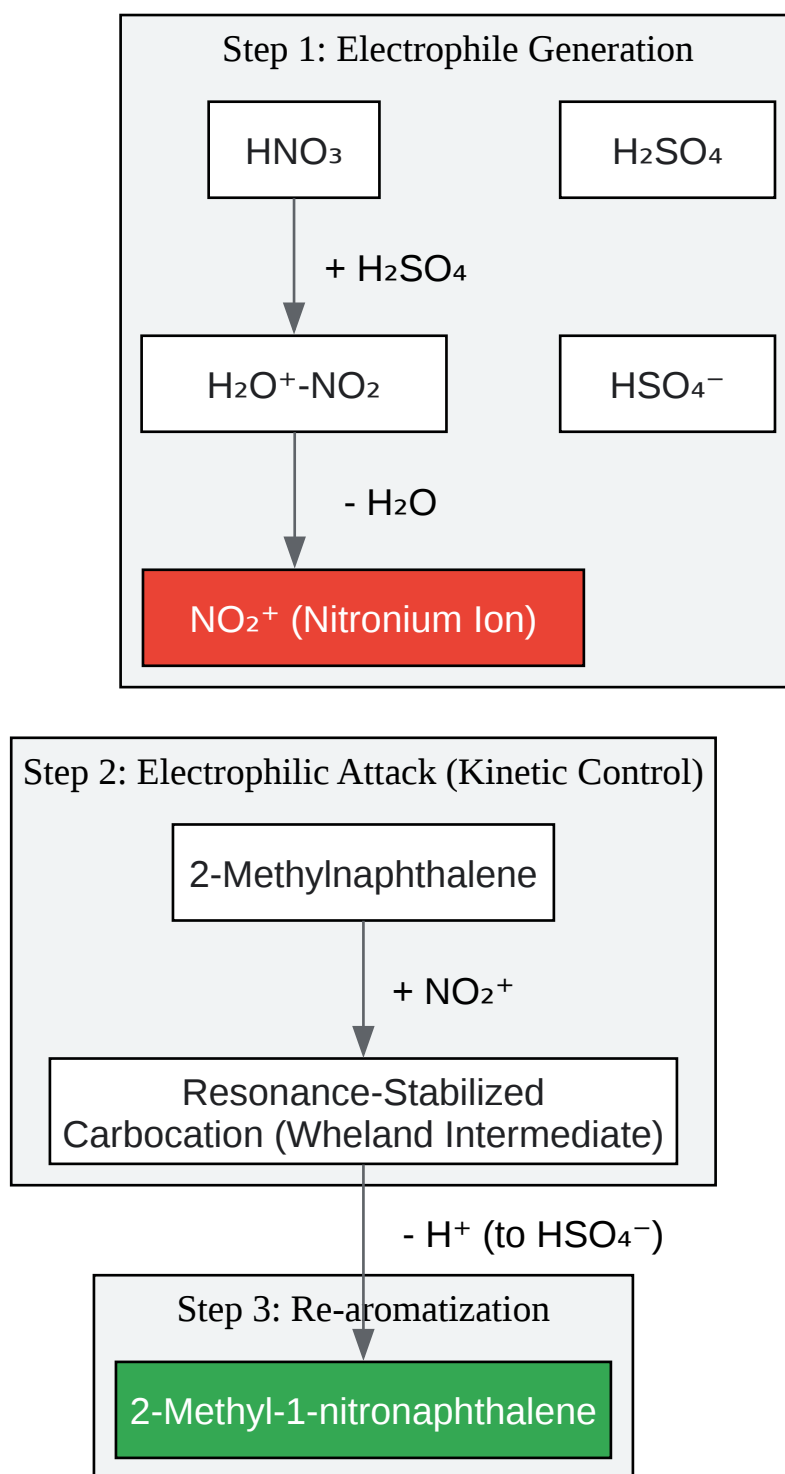 Step 1: Electrophile Generation
HNO₃
H₂SO₄
+ H₂SO₄
H₂O⁺-NO₂
HSO₄⁻
- H₂O
NO₂⁺ (Nitronium Ion)
Step 2: Electrophilic Attack (Kinetic Control)
2-Methylnaphthalene
+ NO₂⁺
Resonance-Stabilized
Carbocation (Wheland Intermediate)
- H⁺ (to HSO₄⁻)
Step 3: Re-aromatization
2-Methyl-1-nitronaphthalene